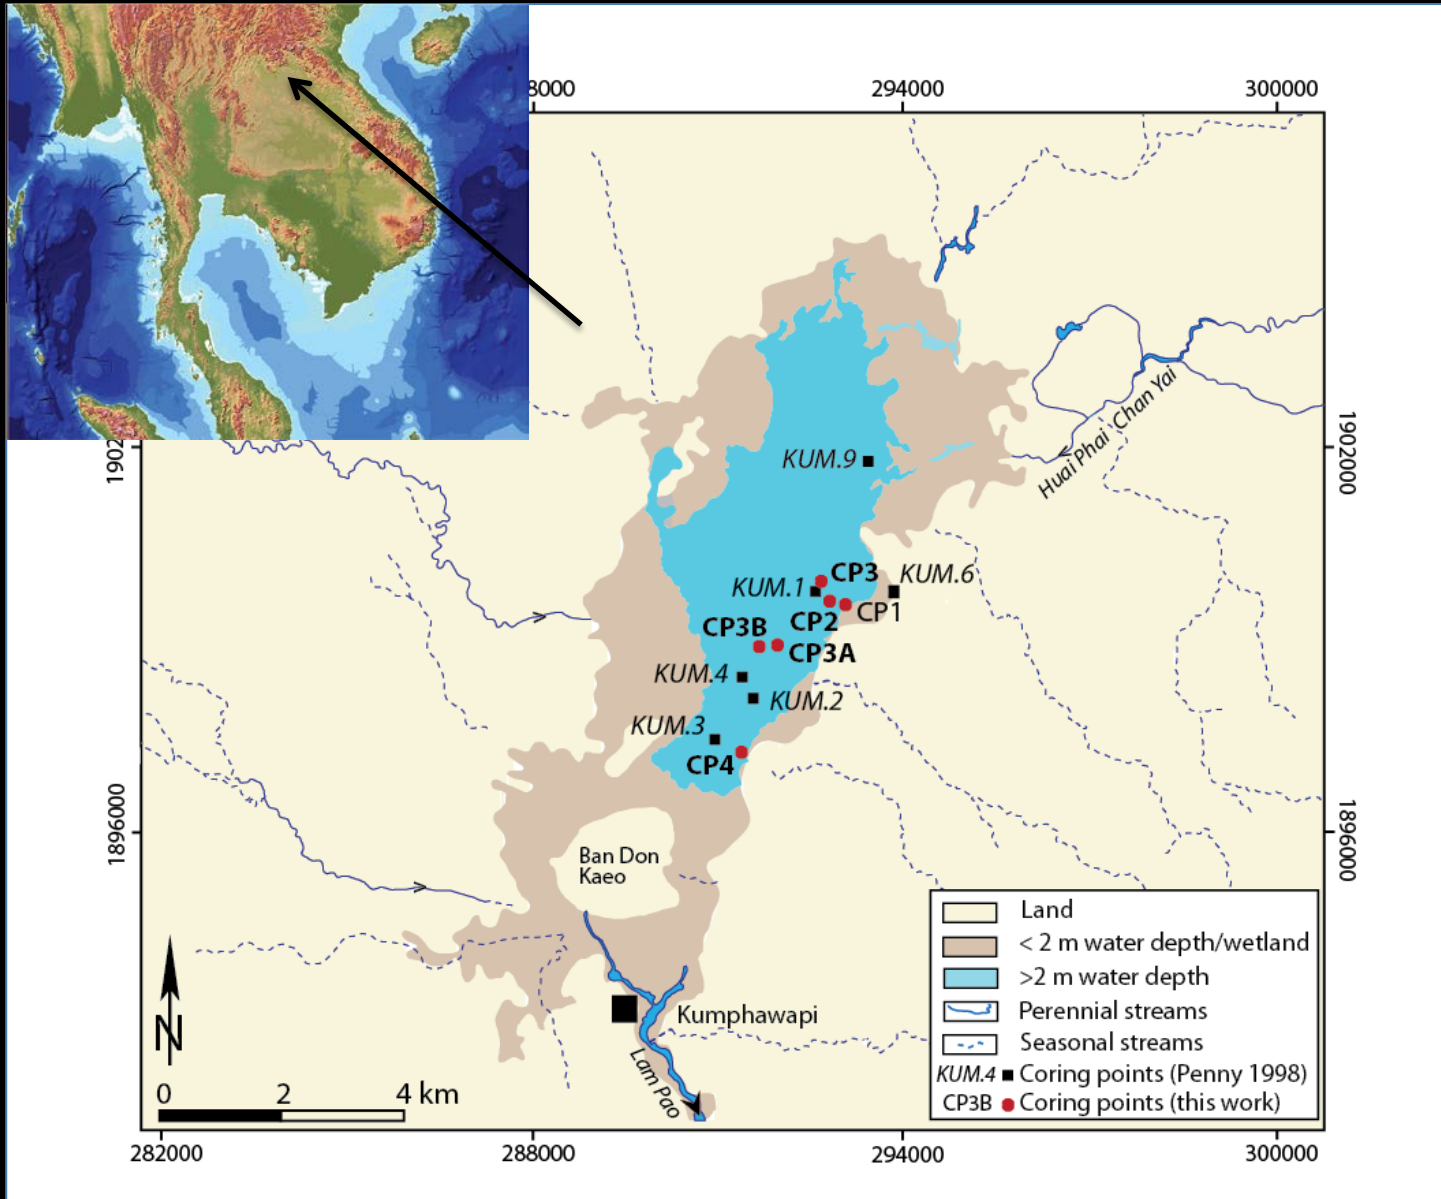 8000
294000
300000
1902
1902000
Huai Phai Chan Yai
KUM.9
CP3
KUM.6
KUM.1
CP1
CP2
CP3B
CP3A
KUM.4
KUM.2
KUM.3
CP4
1896000
1896000
Ban Don
Kaeo
Kumphawapi
Lam Pao
N
0 2 4 km
Land
< 2 m water depth/wetland
>2 m water depth
Perennial streams
Seasonal streams
KUM.4 Coring points (Penny 1998)
CP3B Coring points (this work)
282000
288000
294000
300000